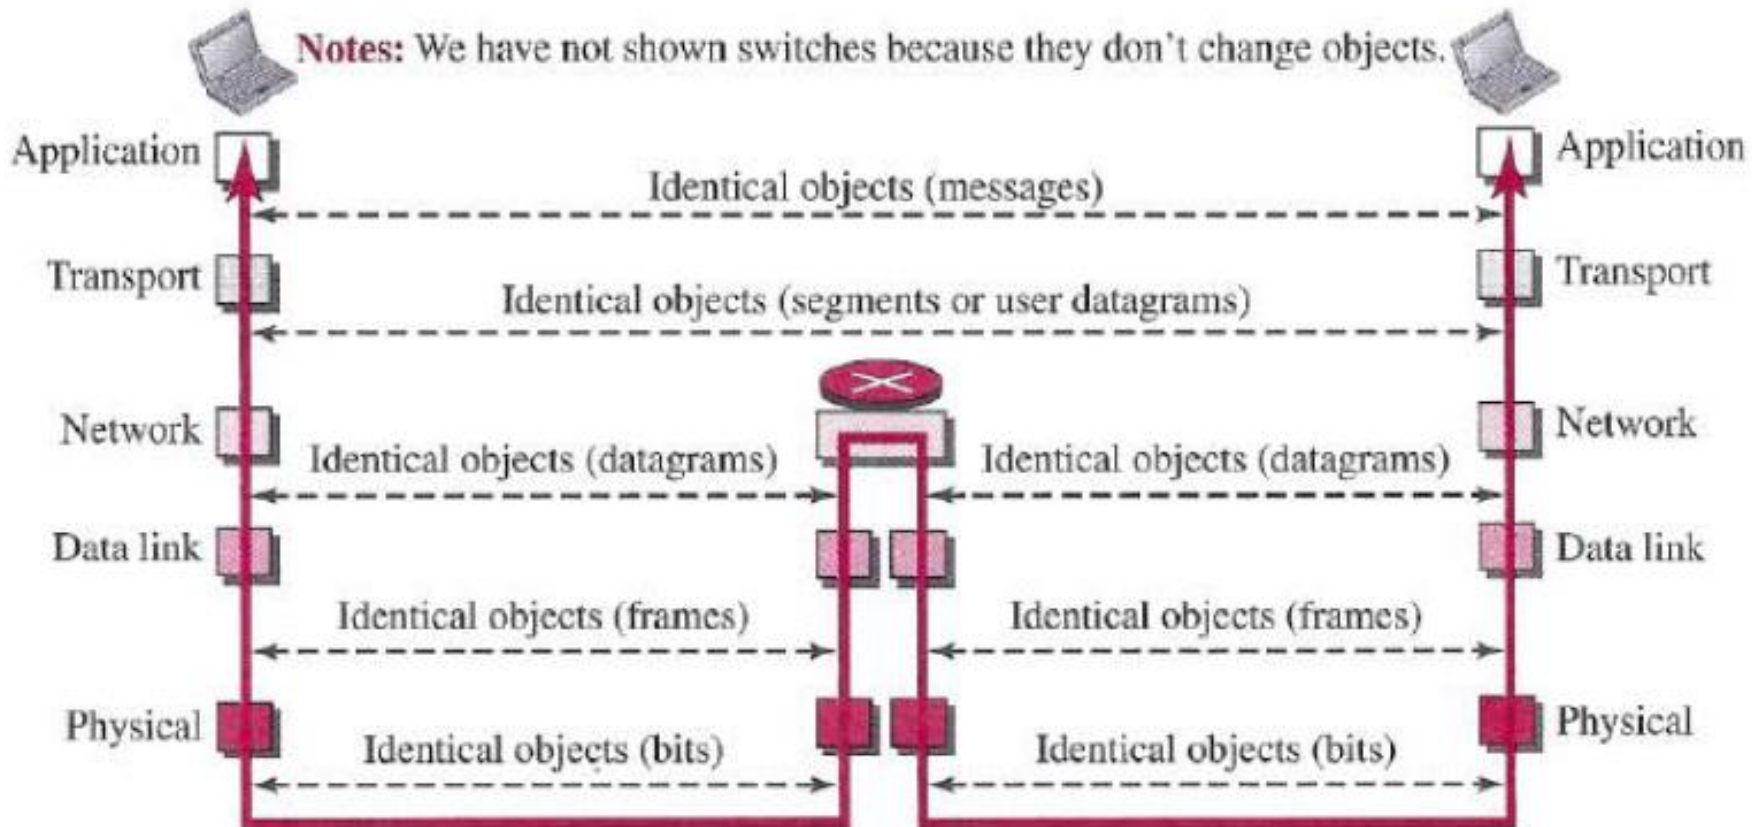 Notes: We have not shown switches because they don't change objects.
Application
Application
Identical objects (messages)
Transport
Transport
Identical objects (segments or user datagrams)
Network
Network
Identical objects (datagrams)
Identical objects (datagrams)
Data link
Data link
Identical objects (frames)
Identical objects (frames)
Physical
Physical
Identical objects (bits)
Identical objects (bits)